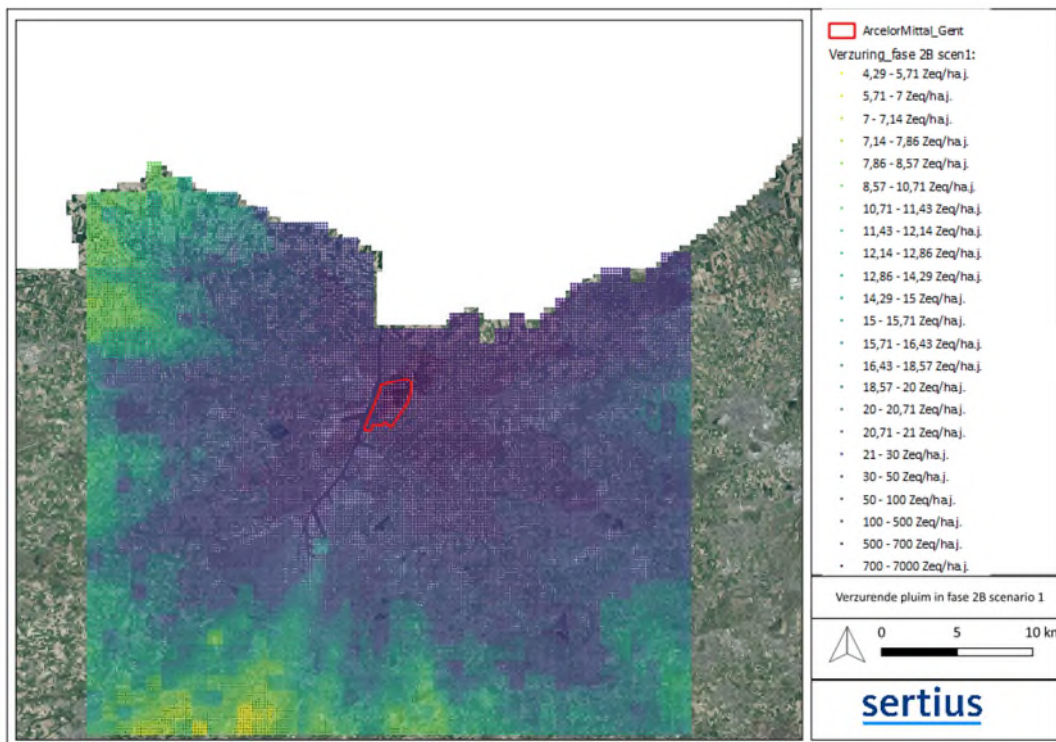 ArcelorMittal_Gent
Verzuring_fase 2B scen1:
4,29 - 5,71 Zeq/ha.j.
5,71 - 7 Zeq/ha.j.
7 - 7,14 Zeq/ha.j.
7,14 - 7,86 Zeq/ha.j.
7,86 - 8,57 Zeq/ha.j.
8,57 - 10,71 Zeq/ha.j.
10,71 - 11,43 Zeq/ha.j.
11,43 - 12,14 Zeq/ha.j.
12,14 - 12,86 Zeq/ha.j.
12,86 - 14,29 Zeq/ha.j.
14,29 - 15 Zeq/ha.j.
15 - 15,71 Zeq/ha.j.
15,71 - 16,43 Zeq/ha.j.
16,43 - 18,57 Zeq/ha.j.
18,57 - 20 Zeq/ha.j.
20 - 20,71 Zeq/ha.j.
20,71 - 21 Zeq/ha.j.
21 - 30 Zeq/ha.j.
30 - 50 Zeq/ha.j.
50 - 100 Zeq/ha.j.
100 - 500 Zeq/ha.j.
500 - 700 Zeq/ha.j.
700 - 7000 Zeq/ha.j.
Verzurende pluim in fase 2B scenario 1
0 5 10 km
sertius